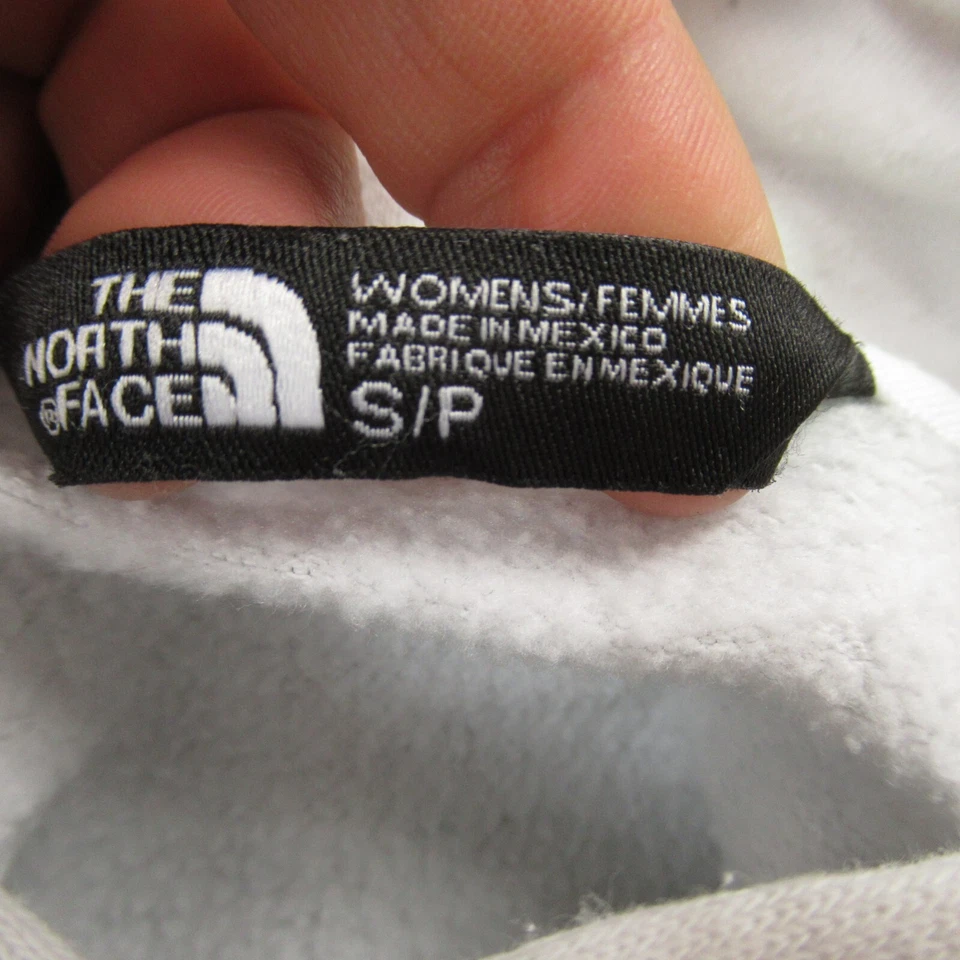 THE
NORTH
®FACE
WOMENS/FEMMES
MADE IN MEXICO
FABRIQUE EN MEXIQUE
S/P